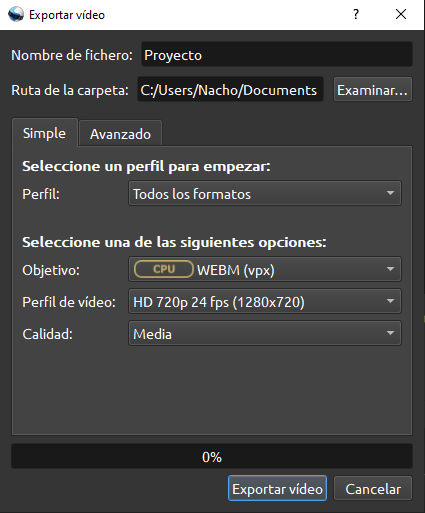 Exportar vídeo
Nombre de fichero: Proyecto
Ruta de la carpeta: C:/Users/Nacho/Documents Examinar...
Simple Avanzado
Seleccione un perfil para empezar:
Perfil: Todos los formatos
Seleccione una de las siguientes opciones:
Objetivo: CPU WEBM (vpx)
Perfil de vídeo: HD 720p 24 fps (1280x720)
Calidad: Media
0%
Exportar vídeo Cancelar